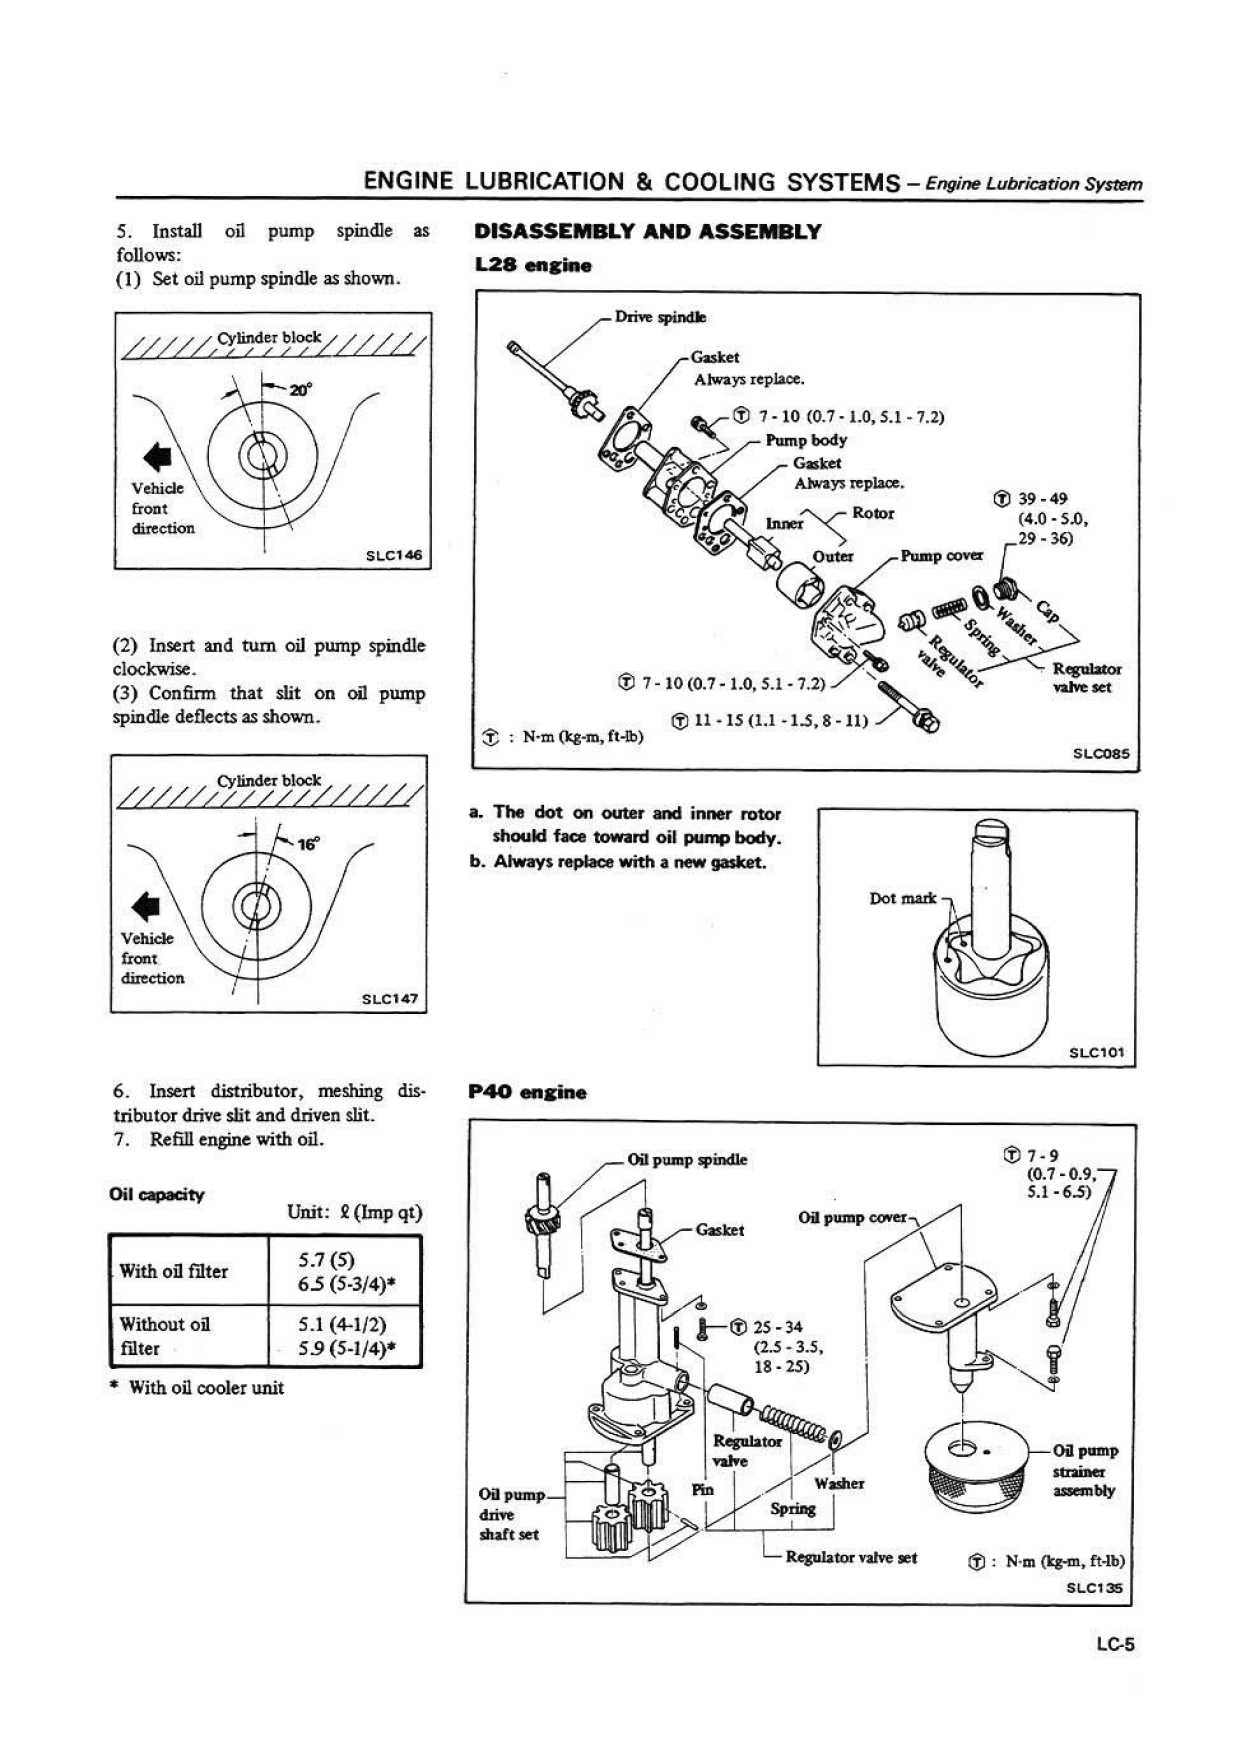 ENGINE LUBRICATION & COOLING SYSTEMS – Engine Lubrication System
5. Install oil pump spindle as
follows:
(1) Set oil pump spindle as shown.
Cylinder block
20°
Vehicle
front
direction
SLC146
(2) Insert and turn oil pump spindle
clockwise.
(3) Confirm that slit on oil pump
spindle deflects as shown.
Cylinder block
16°
Vehicle
front
direction
SLC147
6. Insert distributor, meshing dis-
tributor drive slit and driven slit.
7. Refill engine with oil.
Oil capacity
Unit: ℓ (Imp qt)
With oil filter
5.7 (5)
6.5 (5-3/4)*
Without oil
filter
5.1 (4-1/2)
5.9 (5-1/4)*
* With oil cooler unit
DISASSEMBLY AND ASSEMBLY
L28 engine
Drive spindle
Gasket
Always replace.
Ⓣ 7 - 10 (0.7 - 1.0, 5.1 - 7.2)
Pump body
Gasket
Always replace.
Ⓣ 39 - 49
(4.0 - 5.0,
29 - 36)
Inner
Rotor
Outer
Pump cover
Cap
Washer
Spring
Regulator
valve
Regulator
valve set
Ⓣ 7 - 10 (0.7 - 1.0, 5.1 - 7.2)
Ⓣ 11 - 15 (1.1 - 1.5, 8 - 11)
Ⓣ : N·m (kg-m, ft-lb)
SLC085
a. The dot on outer and inner rotor
should face toward oil pump body.
b. Always replace with a new gasket.
Dot mark
SLC101
P40 engine
Oil pump spindle
Gasket
Ⓣ 7 - 9
(0.7 - 0.9,
5.1 - 6.5)
Oil pump cover
Ⓣ 25 - 34
(2.5 - 3.5,
18 - 25)
Regulator
valve
Washer
Pin
Spring
Oil pump
drive
shaft set
Oil pump
strainer
assembly
Regulator valve set
Ⓣ : N·m (kg-m, ft-lb)
SLC135
LC-5